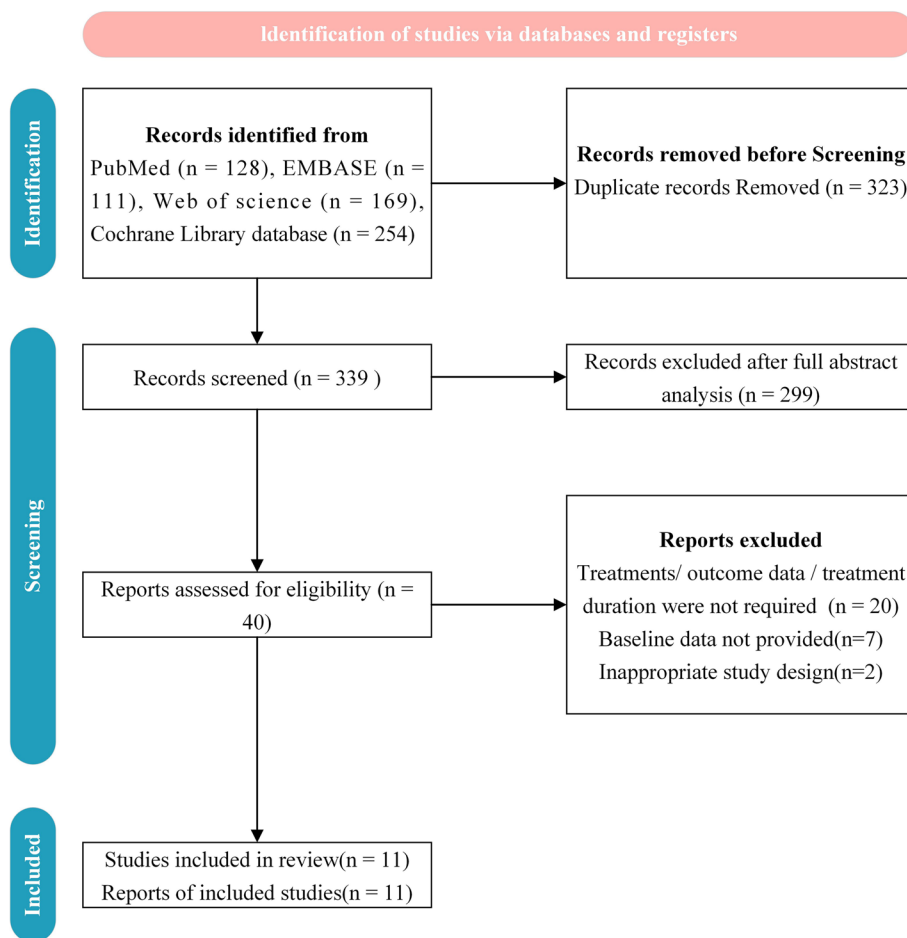 Identification of studies via databases and registers
Identification
Records identified from
PubMed (n = 128), EMBASE (n =
111), Web of science (n = 169),
Cochrane Library database (n = 254)
Records removed before Screening
Duplicate records Removed (n = 323)
Screening
Records screened (n = 339 )
Records excluded after full abstract
analysis (n = 299)
Reports assessed for eligibility (n =
40)
Reports excluded
Treatments/ outcome data / treatment
duration were not required (n = 20)
Baseline data not provided(n=7)
Inappropriate study design(n=2)
Included
Studies included in review(n = 11)
Reports of included studies(n = 11)